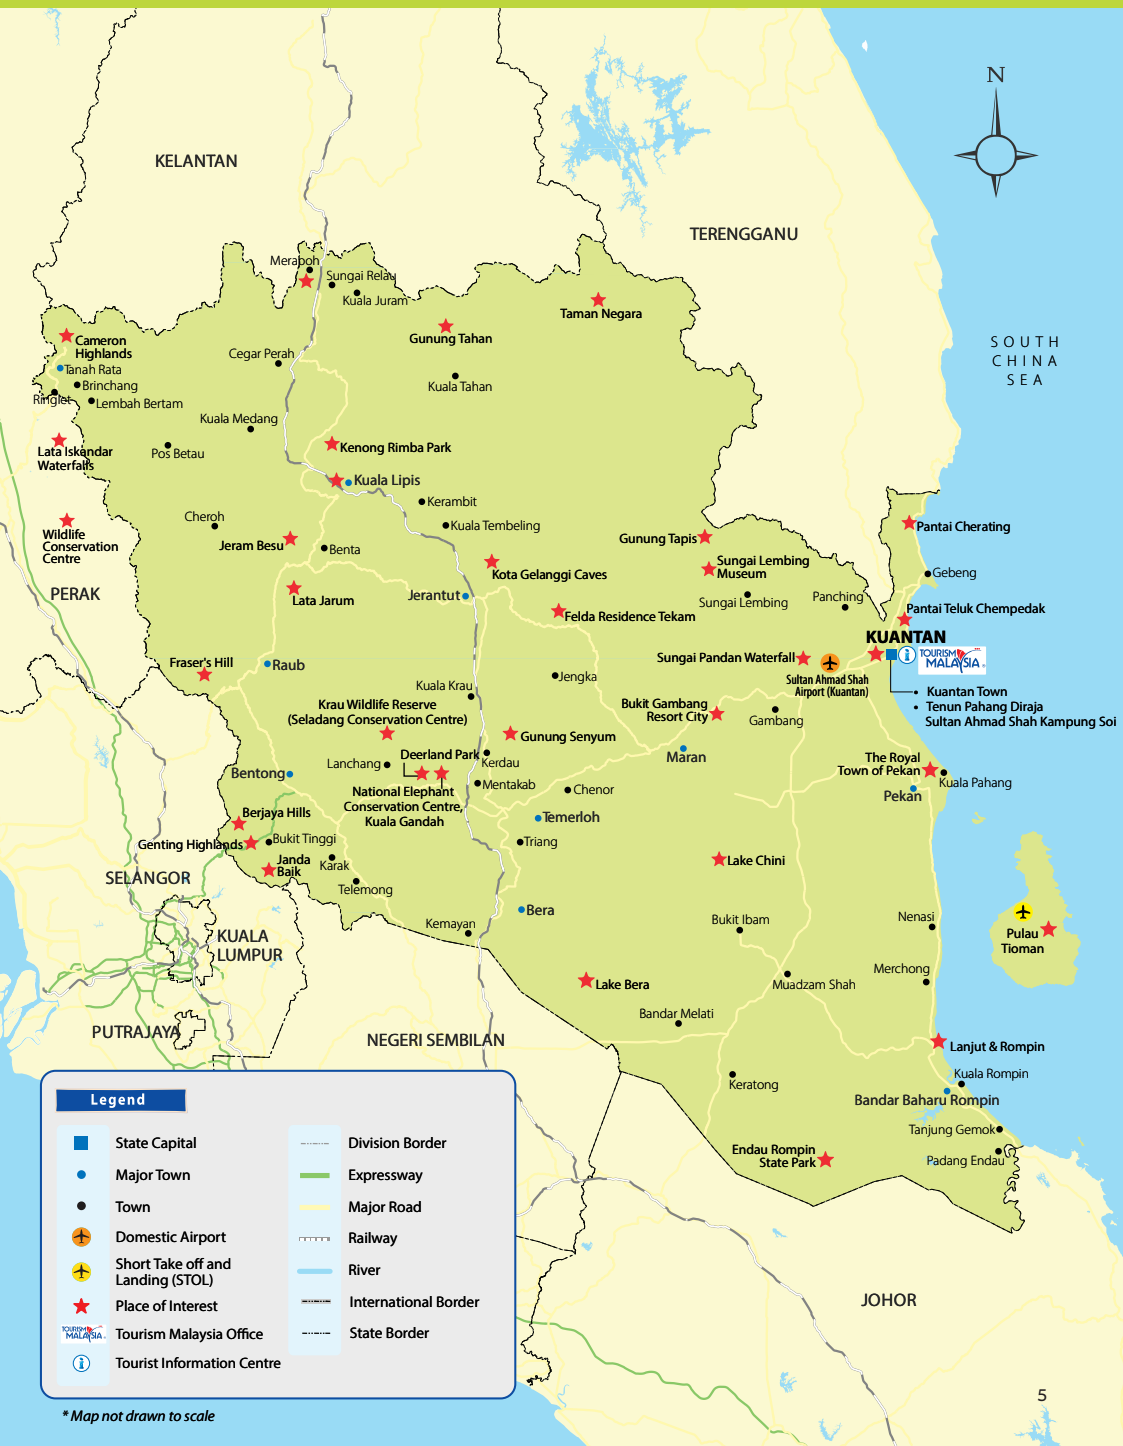 N
KELANTAN
TERENGGANU
Merapoh
Sungai Relau
Kuala Juram
Taman Negara
Gunung Tahan
SOUTH
CHINA
SEA
Cameron
Highlands
Cegar Perah
Tanah Rata
Brinchang
Kuala Tahan
Ringlet
Lembah Bertam
Kuala Medang
Lata Iskandar
Waterfalls
Pos Betau
Kenong Rimba Park
Kuala Lipis
Kerambit
Cheroh
Kuala Tembeling
Pantai Cherating
Wildlife
Conservation
Centre
Jeram Besu
Benta
Gunung Tapis
Sungai Lembing
Museum
Kota Gelanggi Caves
Gebeng
PERAK
Lata Jarum
Jerantut
Sungai Lembing
Panching
Felda Residence Tekam
Pantai Teluk Chempedak
KUANTAN
TOURISM
MALAYSIA
Fraser's Hill
Raub
Sungai Pandan Waterfall
Sultan Ahmad Shah
Airport (Kuantan)
Jengka
Kuala Krau
• Kuantan Town
• Tenun Pahang Diraja
Sultan Ahmad Shah Kampung Soi
Krau Wildlife Reserve
(Seladang Conservation Centre)
Bukit Gambang
Resort City
Gambang
Gunung Senyum
Deerland Park
Kerdau
Maran
The Royal
Town of Pekan
Lanchang
Bentong
Kuala Pahang
Mentakab
Chenor
Pekan
National Elephant
Conservation Centre,
Kuala Gandah
Berjaya Hills
Temerloh
Genting Highlands
Bukit Tinggi
Triang
Janda
Baik
Karak
Lake Chini
SELANGOR
Telemong
Bera
Kemayan
Bukit Ibam
Nenasi
KUALA
LUMPUR
Pulau
Tioman
Lake Bera
Merchong
Muadzam Shah
Bandar Melati
PUTRAJAYA
NEGERI SEMBILAN
Lanjut & Rompin
Keratong
Kuala Rompin
Bandar Baharu Rompin
Tanjung Gemok
Endau Rompin
State Park
Padang Endau
JOHOR
Legend
State Capital
Major Town
Town
Domestic Airport
Short Take off and
Landing (STOL)
Place of Interest
TOURISM
MALAYSIA
Tourism Malaysia Office
Tourist Information Centre
Division Border
Expressway
Major Road
Railway
River
International Border
State Border
* Map not drawn to scale
5